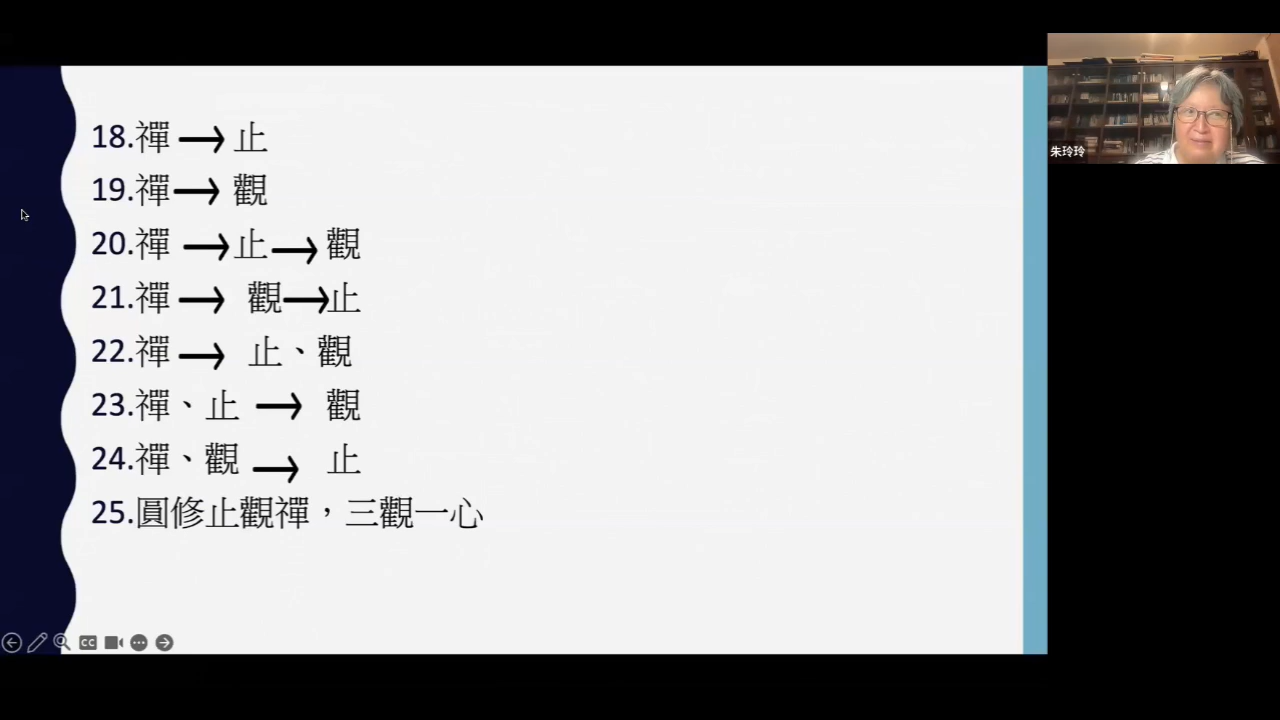 18.禪 → 止
19.禪 → 觀
20.禪 → 止 → 觀
21.禪 → 觀 → 止
22.禪 → 止、觀
23.禪、止 → 觀
24.禪、觀 → 止
25.圓修止觀禪，三觀一心
朱玲玲
CC